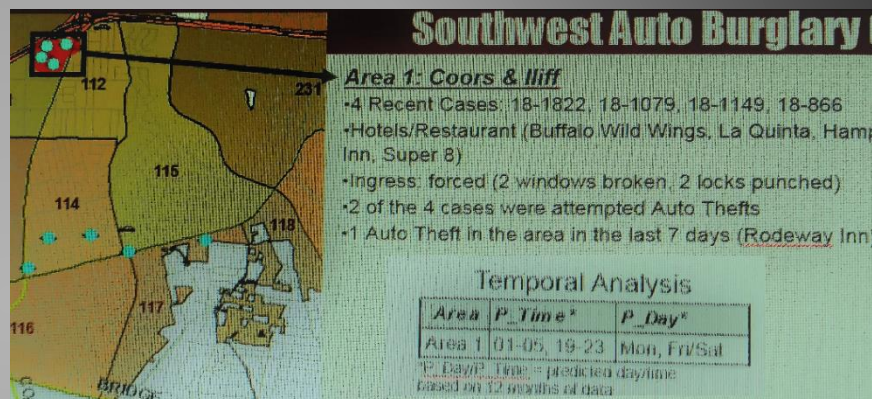 Southwest Auto Burglary
Area 1: Coors & Iliff
•4 Recent Cases: 18-1822, 18-1079, 18-1149, 18-866
•Hotels/Restaurant (Buffalo Wild Wings, La Quinta, Hamp
Inn, Super 8)
•Ingress: forced (2 windows broken, 2 locks punched)
•2 of the 4 cases were attempted Auto Thefts
•1 Auto Theft in the area in the last 7 days (Rodeway Inn)
112
231
115
114
118
117
116
BRIDGE
CO
Temporal Analysis
Area P_Time* P_Day*
Area 1 01-05, 19-23 Mon, Fri/Sat
*P_Day/P_Time = predicted day/time
based on 12 months of data